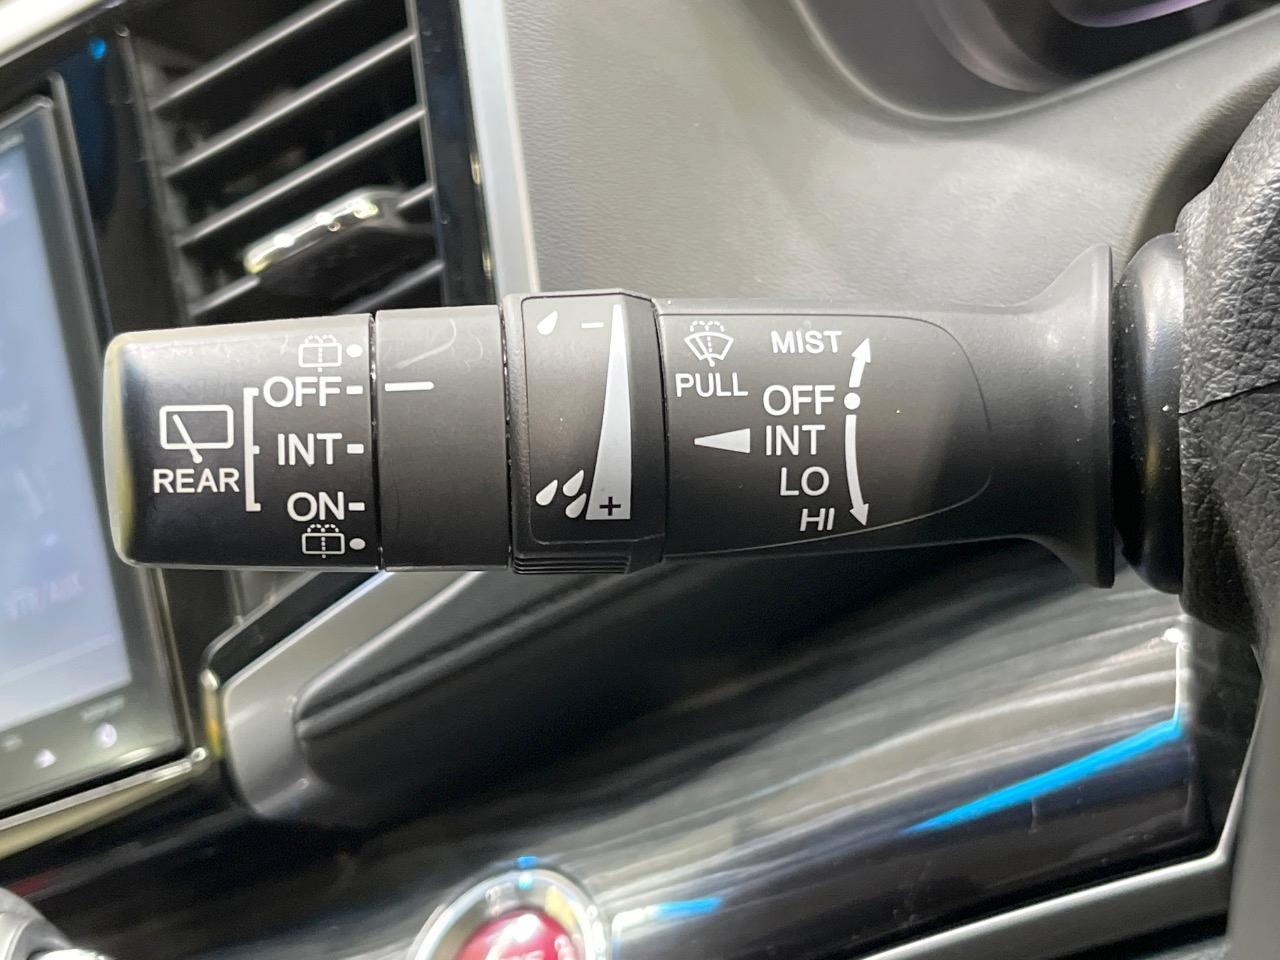 OFF
INT
ON
REAR
−
+
PULL
MIST
OFF
INT
LO
HI